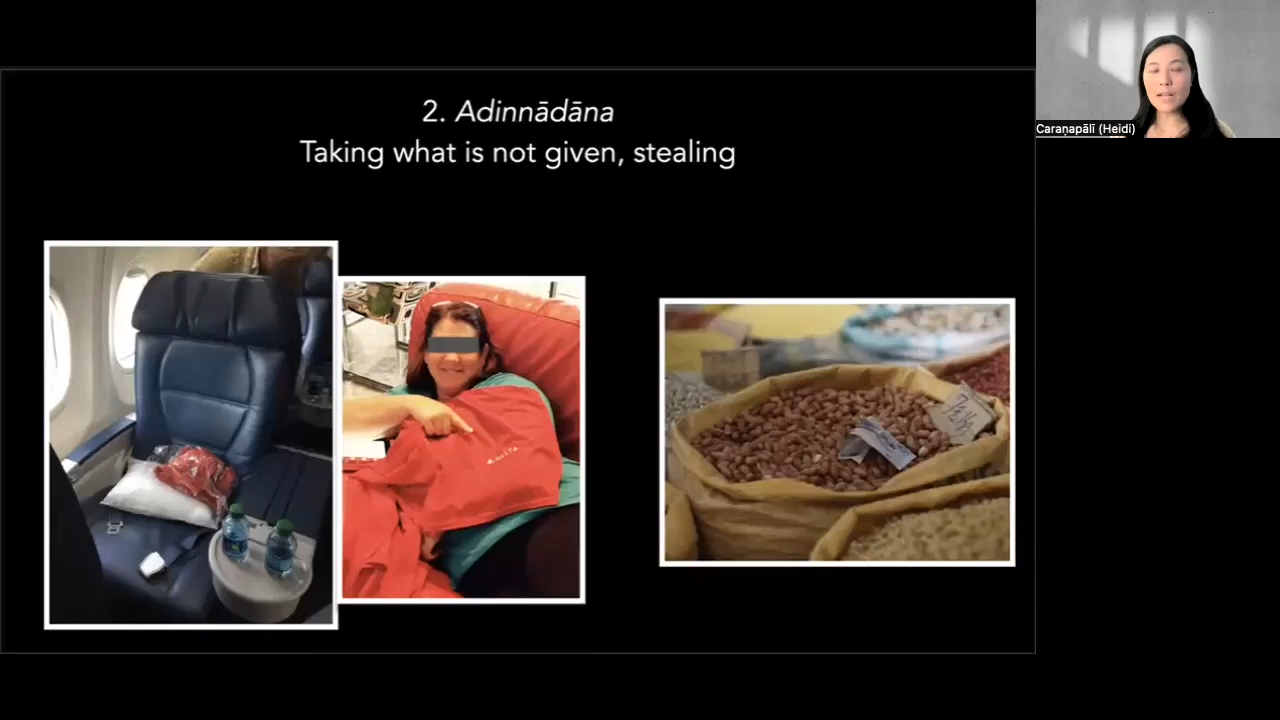 2. Adinnādāna
Taking what is not given, stealing
Caraṇapālī (Heidi)